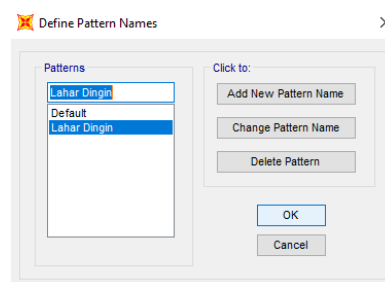 Define Pattern Names
Patterns
Lahar Dingin
Default
Lahar Dingin
Click to:
Add New Pattern Name
Change Pattern Name
Delete Pattern
OK
Cancel